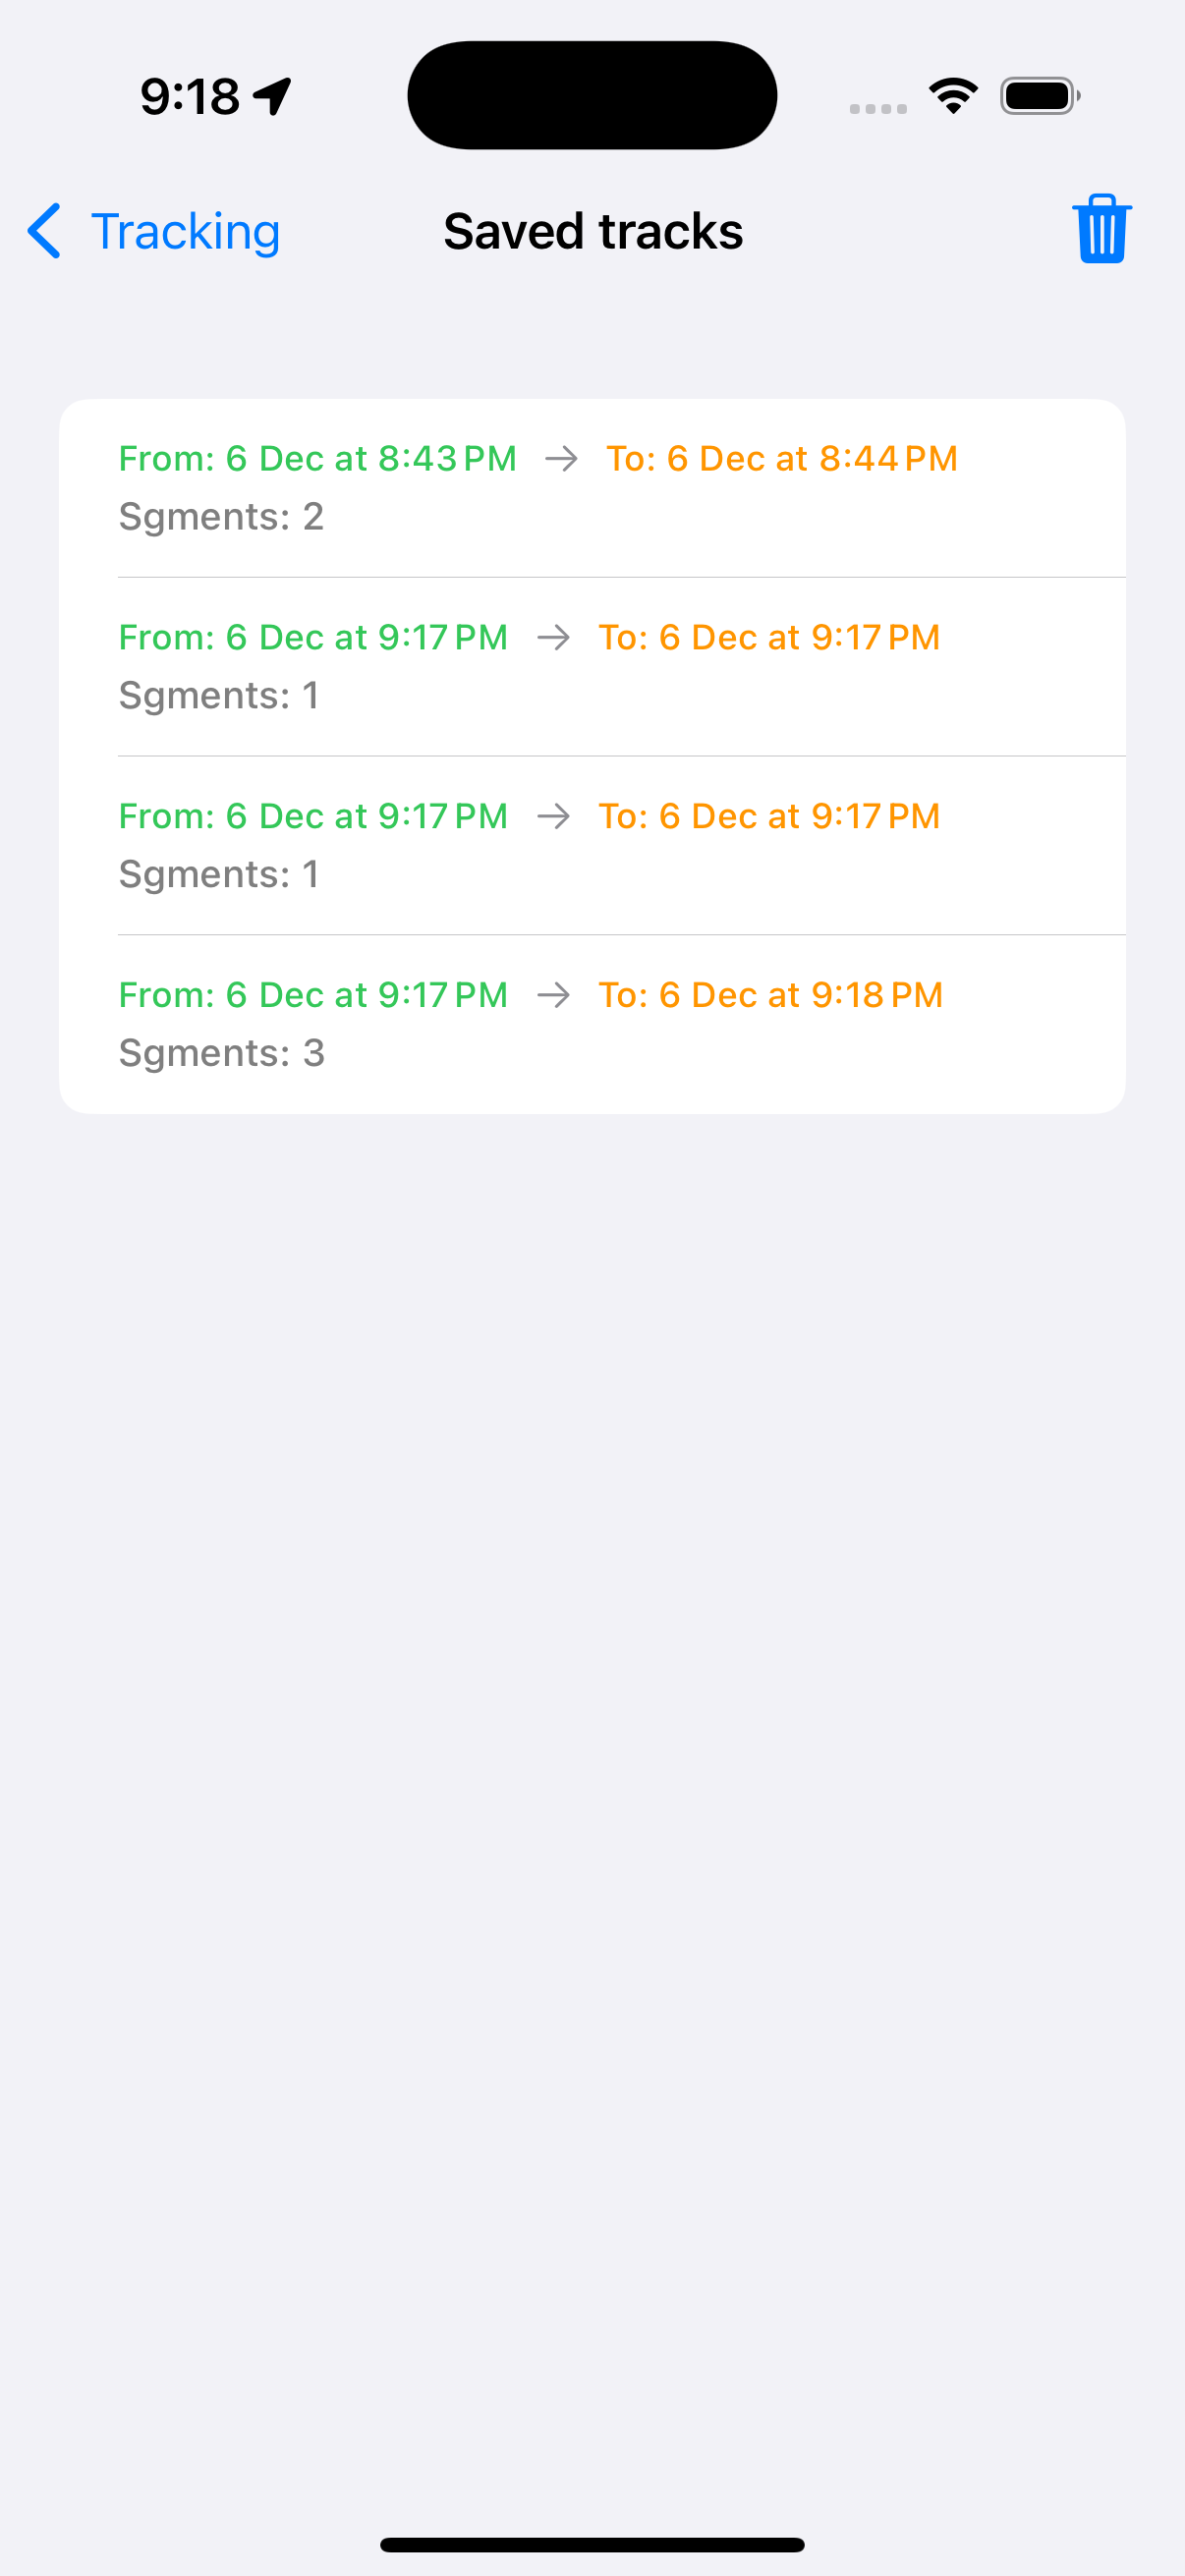 9:18
Tracking Saved tracks
From: 6 Dec at 8:43 PM → To: 6 Dec at 8:44 PM
Sgments: 2
From: 6 Dec at 9:17 PM → To: 6 Dec at 9:17 PM
Sgments: 1
From: 6 Dec at 9:17 PM → To: 6 Dec at 9:17 PM
Sgments: 1
From: 6 Dec at 9:17 PM → To: 6 Dec at 9:18 PM
Sgments: 3